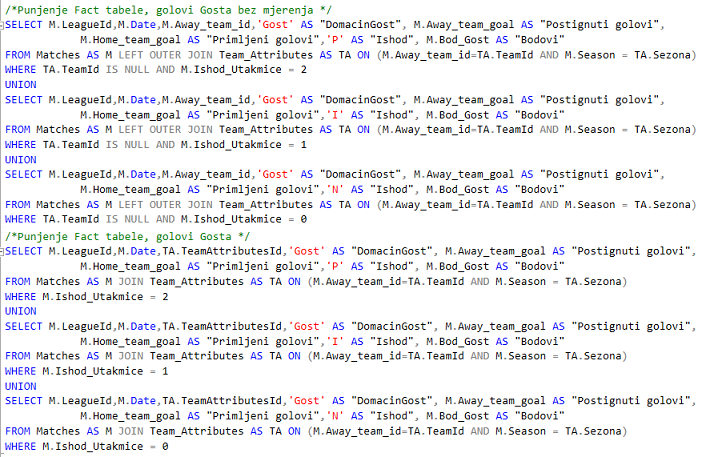 /*Punjenje Fact tabele, golovi Gosta bez mjerenja */
SELECT M.LeagueId,M.Date,M.Away_team_id,'Gost' AS "DomacinGost", M.Away_team_goal AS "Postignuti golovi",
M.Home_team_goal AS "Primljeni golovi",'P' AS "Ishod", M.Bod_Gost AS "Bodovi"
FROM Matches AS M LEFT OUTER JOIN Team_Attributes AS TA ON (M.Away_team_id=TA.TeamId AND M.Season = TA.Sezona)
WHERE TA.TeamId IS NULL AND M.Ishod_Utakmice = 2
UNION
SELECT M.LeagueId,M.Date,M.Away_team_id,'Gost' AS "DomacinGost", M.Away_team_goal AS "Postignuti golovi",
M.Home_team_goal AS "Primljeni golovi",'I' AS "Ishod", M.Bod_Gost AS "Bodovi"
FROM Matches AS M LEFT OUTER JOIN Team_Attributes AS TA ON (M.Away_team_id=TA.TeamId AND M.Season = TA.Sezona)
WHERE TA.TeamId IS NULL AND M.Ishod_Utakmice = 1
UNION
SELECT M.LeagueId,M.Date,M.Away_team_id,'Gost' AS "DomacinGost", M.Away_team_goal AS "Postignuti golovi",
M.Home_team_goal AS "Primljeni golovi",'N' AS "Ishod", M.Bod_Gost AS "Bodovi"
FROM Matches AS M LEFT OUTER JOIN Team_Attributes AS TA ON (M.Away_team_id=TA.TeamId AND M.Season = TA.Sezona)
WHERE TA.TeamId IS NULL AND M.Ishod_Utakmice = 0
/*Punjenje Fact tabele, golovi Gosta */
SELECT M.LeagueId,M.Date,TA.TeamAttributesId,'Gost' AS "DomacinGost", M.Away_team_goal AS "Postignuti golovi",
M.Home_team_goal AS "Primljeni golovi",'P' AS "Ishod", M.Bod_Gost AS "Bodovi"
FROM Matches AS M JOIN Team_Attributes AS TA ON (M.Away_team_id=TA.TeamId AND M.Season = TA.Sezona)
WHERE M.Ishod_Utakmice = 2
UNION
SELECT M.LeagueId,M.Date,TA.TeamAttributesId,'Gost' AS "DomacinGost", M.Away_team_goal AS "Postignuti golovi",
M.Home_team_goal AS "Primljeni golovi",'I' AS "Ishod", M.Bod_Gost AS "Bodovi"
FROM Matches AS M JOIN Team_Attributes AS TA ON (M.Away_team_id=TA.TeamId AND M.Season = TA.Sezona)
WHERE M.Ishod_Utakmice = 1
UNION
SELECT M.LeagueId,M.Date,TA.TeamAttributesId,'Gost' AS "DomacinGost", M.Away_team_goal AS "Postignuti golovi",
M.Home_team_goal AS "Primljeni golovi",'N' AS "Ishod", M.Bod_Gost AS "Bodovi"
FROM Matches AS M JOIN Team_Attributes AS TA ON (M.Away_team_id=TA.TeamId AND M.Season = TA.Sezona)
WHERE M.Ishod_Utakmice = 0